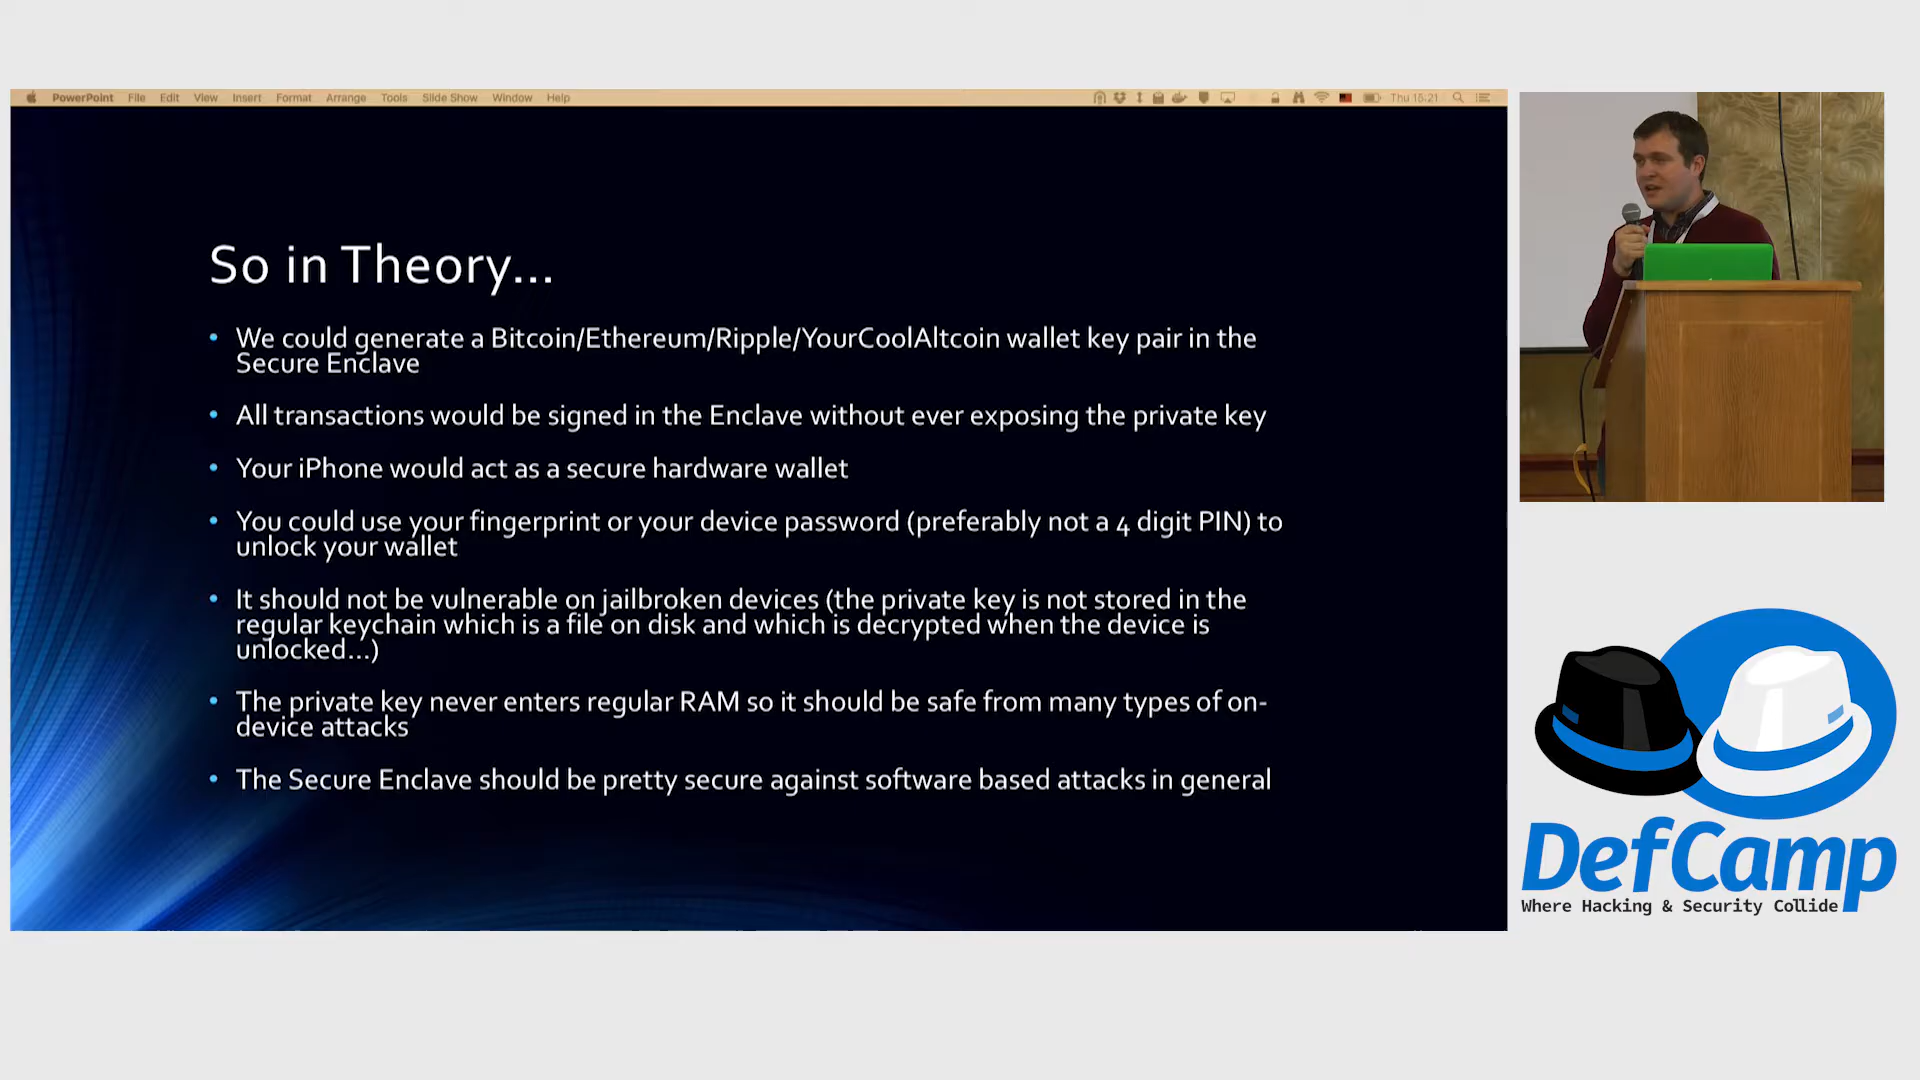 PowerPoint File Edit View Insert Format Arrange Tools Slide Show Window Help Thu 15:21
So in Theory...
• We could generate a Bitcoin/Ethereum/Ripple/YourCoolAltcoin wallet key pair in the
Secure Enclave
• All transactions would be signed in the Enclave without ever exposing the private key
• Your iPhone would act as a secure hardware wallet
• You could use your fingerprint or your device password (preferably not a 4 digit PIN) to
unlock your wallet
• It should not be vulnerable on jailbroken devices (the private key is not stored in the
regular keychain which is a file on disk and which is decrypted when the device is
unlocked...)
• The private key never enters regular RAM so it should be safe from many types of on-
device attacks
• The Secure Enclave should be pretty secure against software based attacks in general
DefCamp
Where Hacking & Security Collide